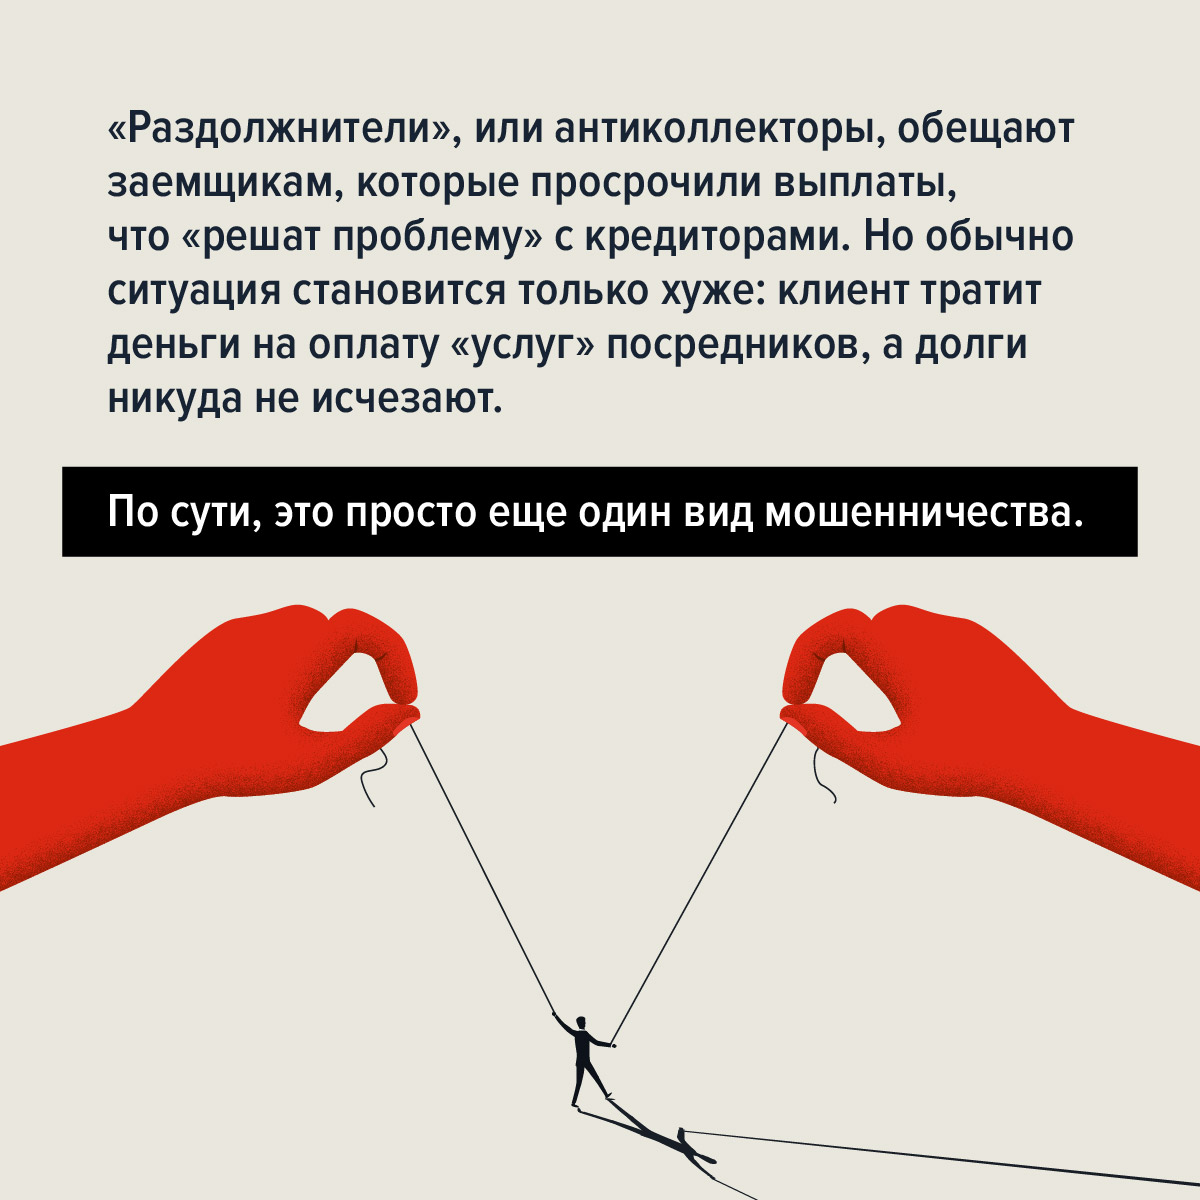 «Раздолжнители», или антиколлекторы, обещают
заемщикам, которые просрочили выплаты,
что «решат проблему» с кредиторами. Но обычно
ситуация становится только хуже: клиент тратит
деньги на оплату «услуг» посредников, а долги
никуда не исчезают.
По сути, это просто еще один вид мошенничества.